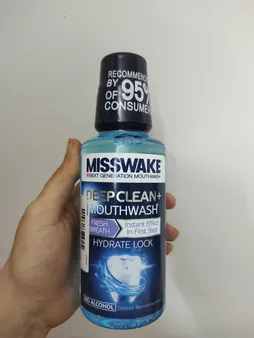 RECOMMENDED
BY 95%
OF
CONSUMERS
MISSWAKE
NEXT GENERATION MOUTHWASH
DEEPCLEAN+
MOUTHWASH
FRESH
BREATH
Instant Effect
in First Step
HYDRATE LOCK
NO ALCOHOL